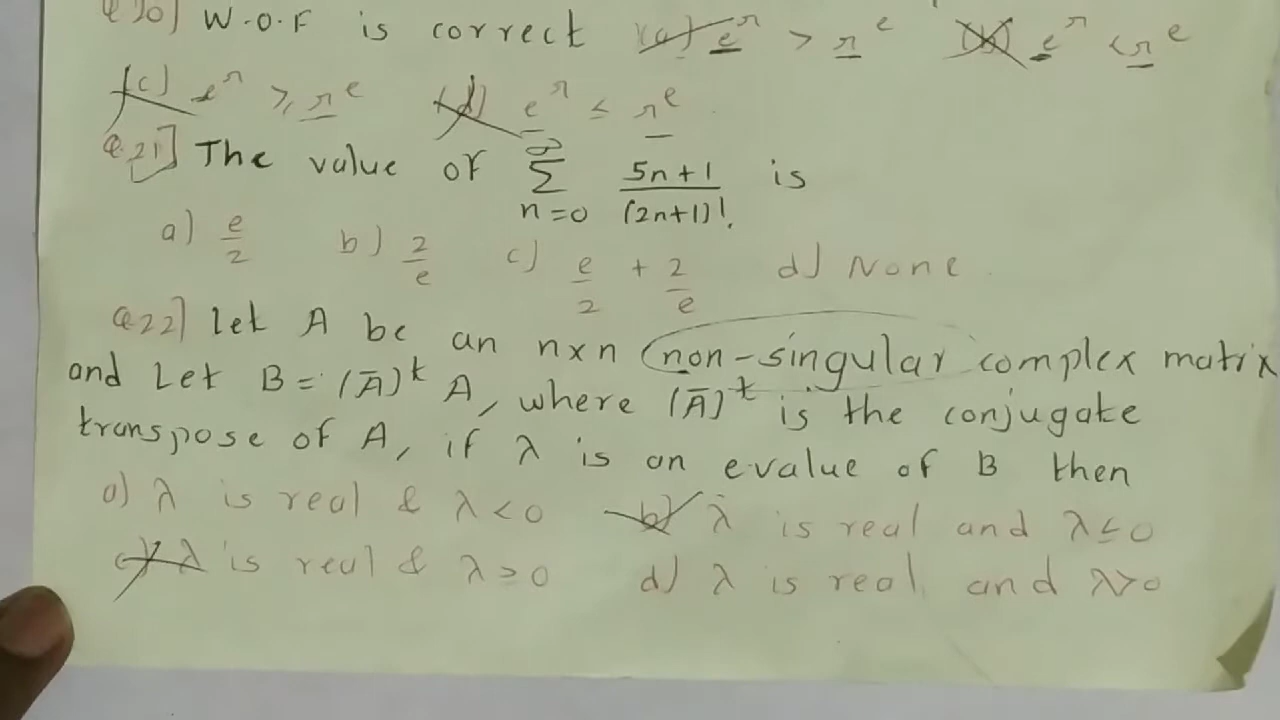 Q 20] W.O.F is correct (a) e^π > π^e (b) e^π < π^e
(c) e^π ≥ π^e (d) e^π ≤ π^e
Q.21] The value of ∞ Σ n=0 5n+1 / (2n+1)! is
a) e/2 b) 2/e c) e/2 + 2/e d) None
Q22] Let A be an n×n non-singular complex matrix
and Let B = (Ā)^t A, where (Ā)^t is the conjugate
transpose of A, if λ is an evalue of B then
a) λ is real & λ<0 b) λ is real and λ≤0
c) λ is real & λ≥0 d) λ is real and λ>0